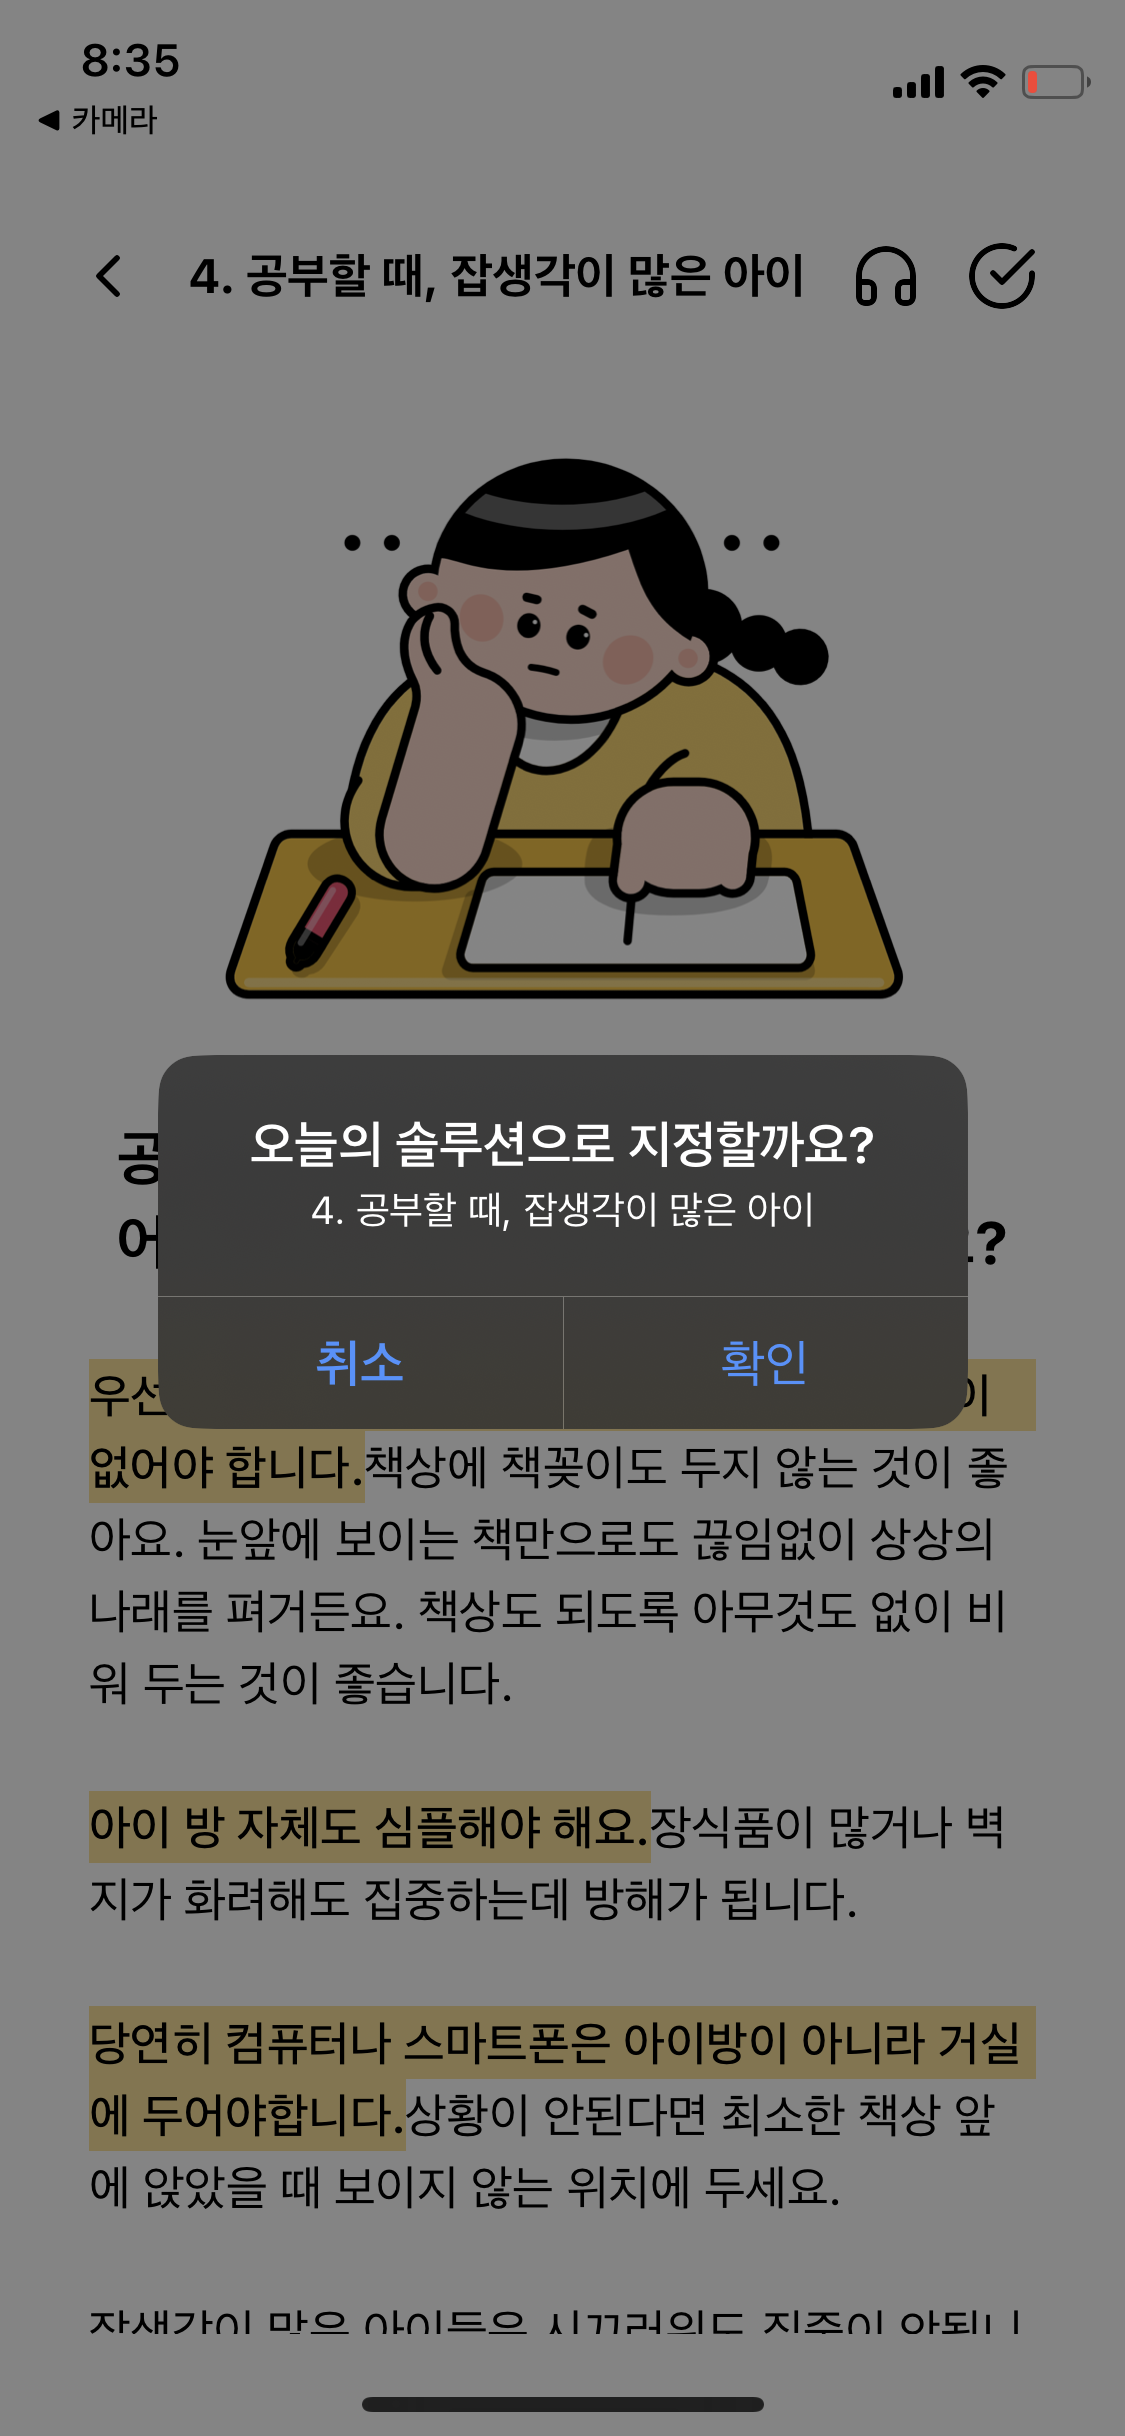 8:35
◀ 카메라
4. 공부할 때, 잡생각이 많은 아이
오늘의 솔루션으로 지정할까요?
4. 공부할 때, 잡생각이 많은 아이
취소
확인
없어야 합니다.책상에 책꽂이도 두지 않는 것이 좋
아요. 눈앞에 보이는 책만으로도 끊임없이 상상의
나래를 펴거든요. 책상도 되도록 아무것도 없이 비
워 두는 것이 좋습니다.
아이 방 자체도 심플해야 해요.장식품이 많거나 벽
지가 화려해도 집중하는데 방해가 됩니다.
당연히 컴퓨터나 스마트폰은 아이방이 아니라 거실
에 두어야합니다.상황이 안된다면 최소한 책상 앞
에 앉았을 때 보이지 않는 위치에 두세요.